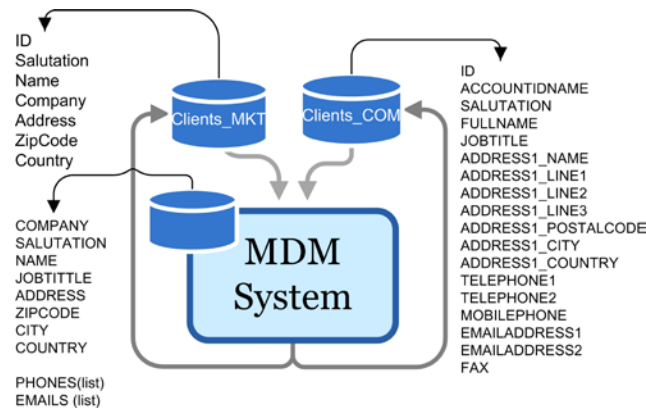 ID
Salutation
Name
Company
Address
ZipCode
Country
Clients_MKT
Clients_COM
ID
ACCOUNTIDNAME
SALUTATION
FULLNAME
JOBTITLE
ADDRESS1_NAME
ADDRESS1_LINE1
ADDRESS1_LINE2
ADDRESS1_LINE3
ADDRESS1_POSTALCODE
ADDRESS1_CITY
ADDRESS1_COUNTRY
TELEPHONE1
TELEPHONE2
MOBILEPHONE
EMAILADDRESS1
EMAILADDRESS2
FAX
COMPANY
SALUTATION
NAME
JOBTITTLE
ADDRESS
ZIPCODE
CITY
COUNTRY
PHONES(list)
EMAILS (list)
MDM
System